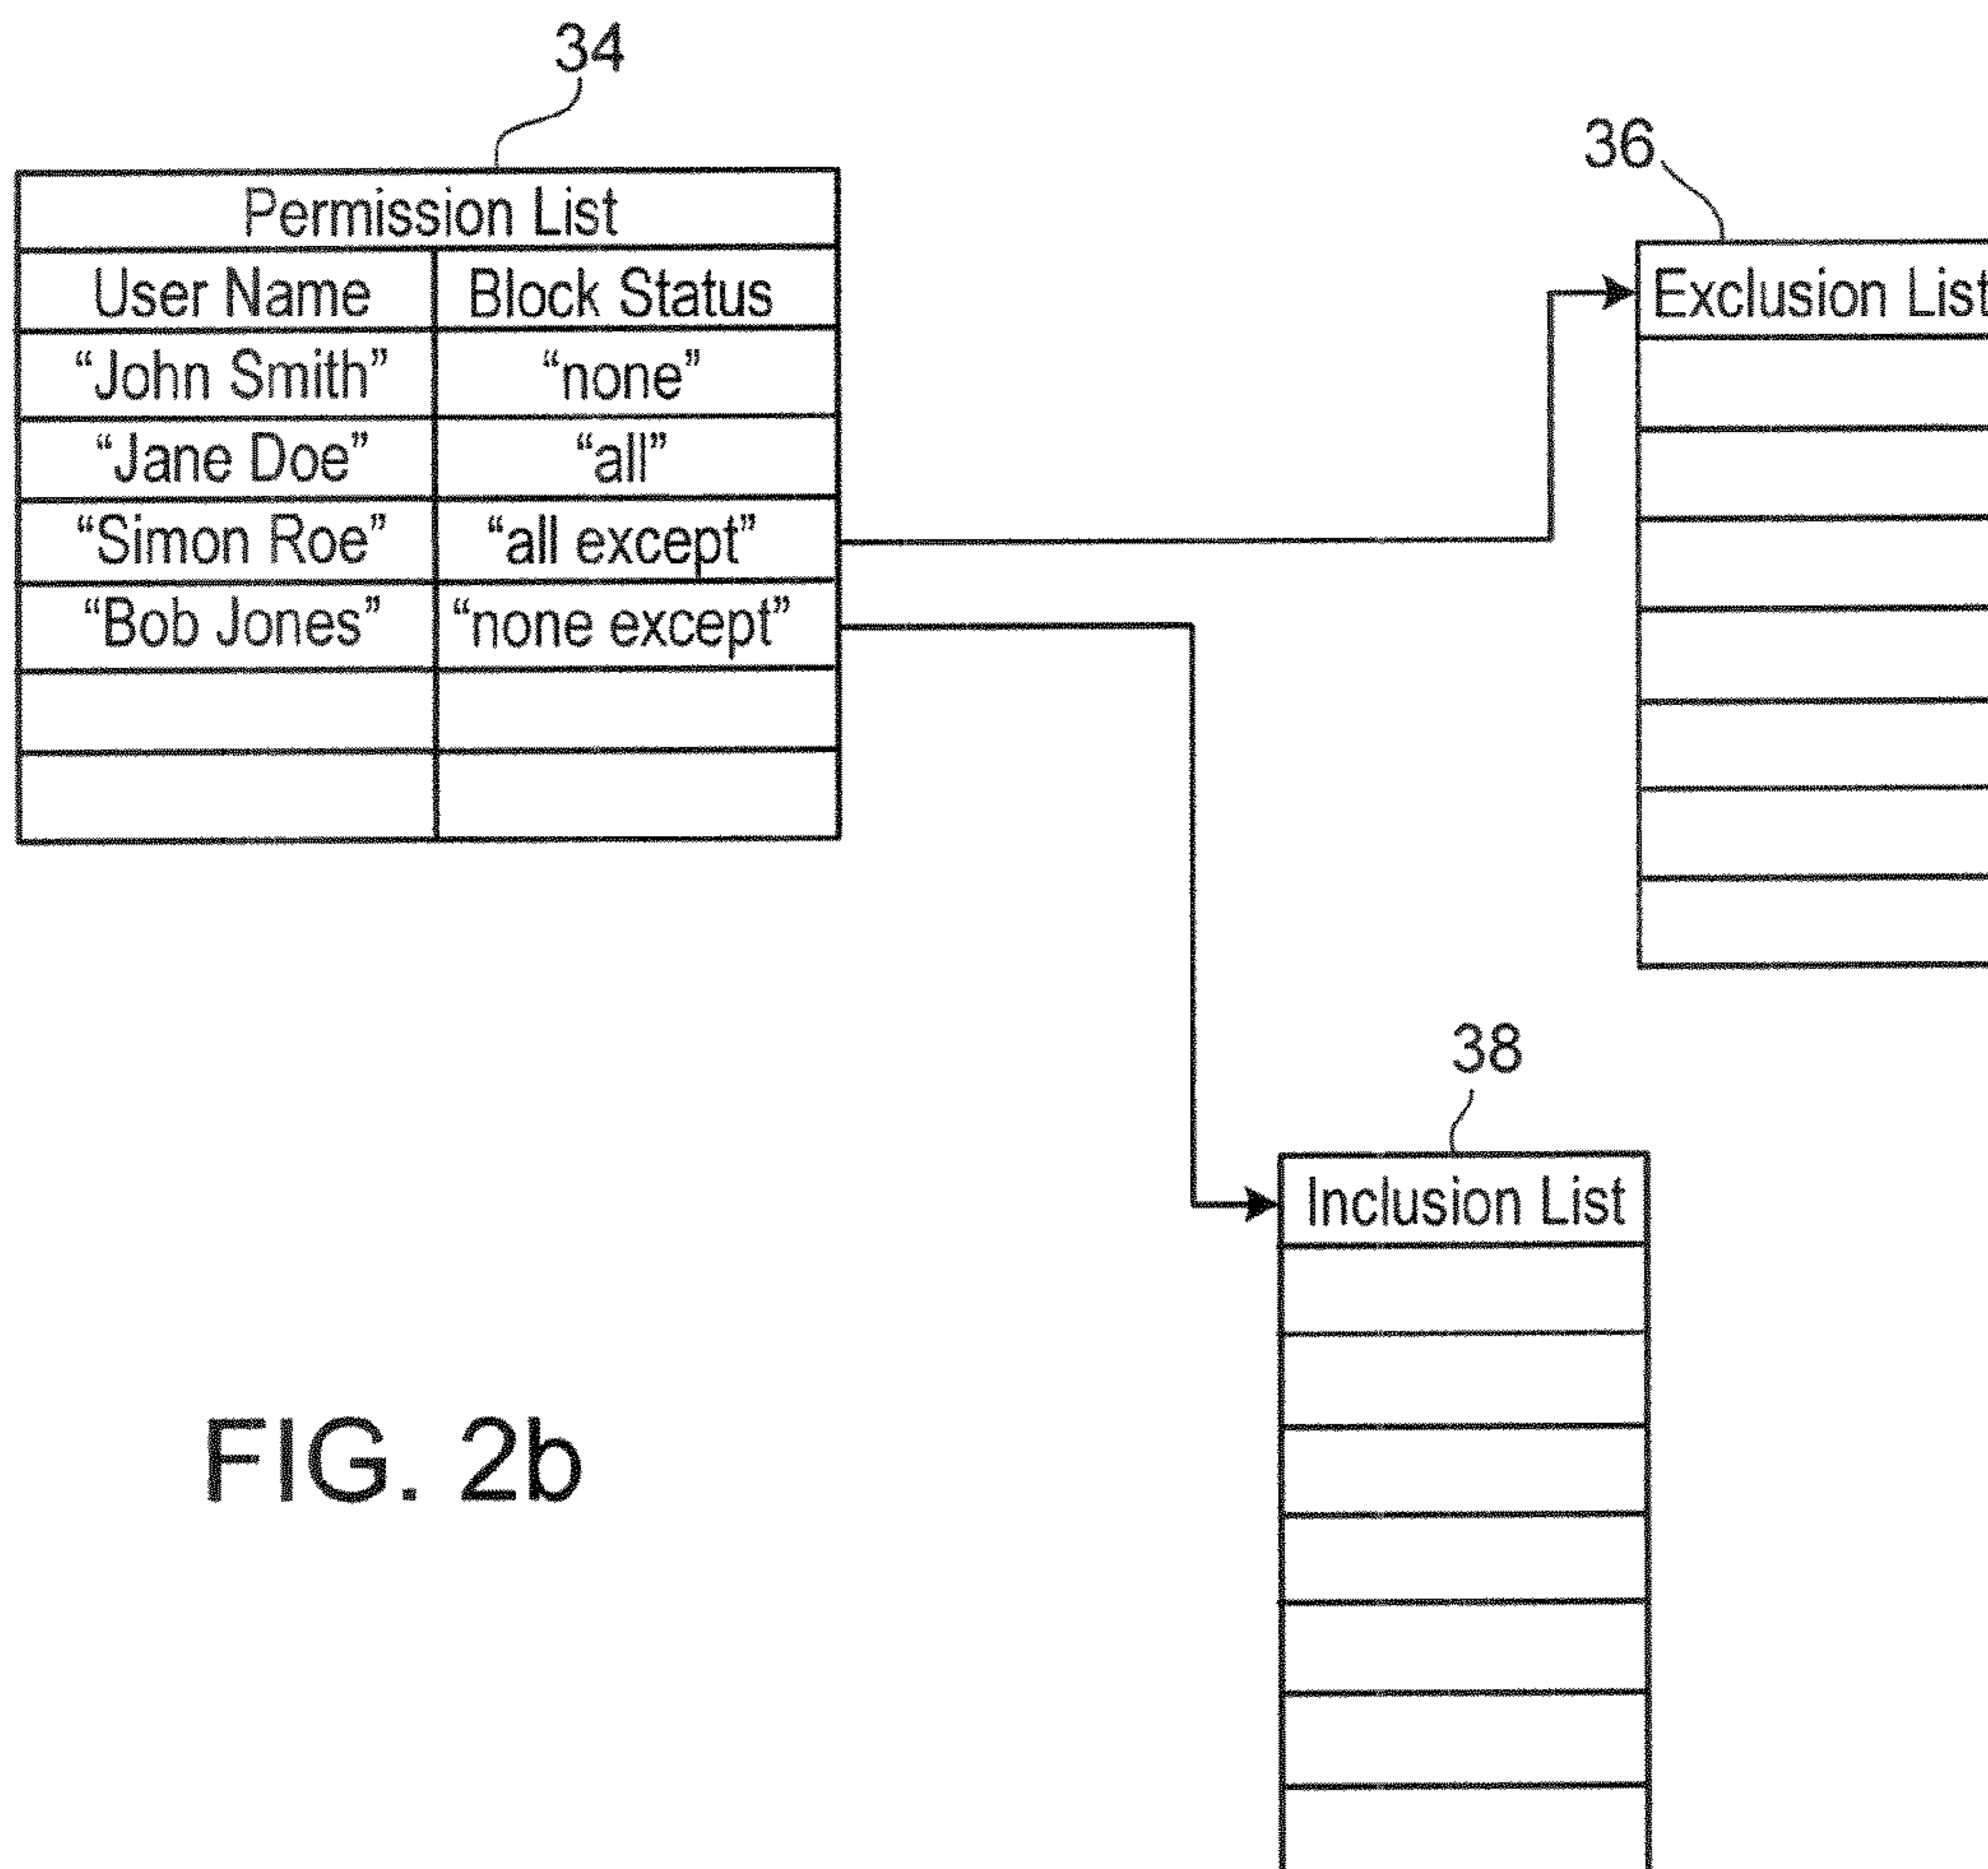 34
Permission List
User Name Block Status
“John Smith” “none”
“Jane Doe” “all”
“Simon Roe” “all except”
“Bob Jones” “none except”
36
Exclusion List
38
Inclusion List
FIG. 2b